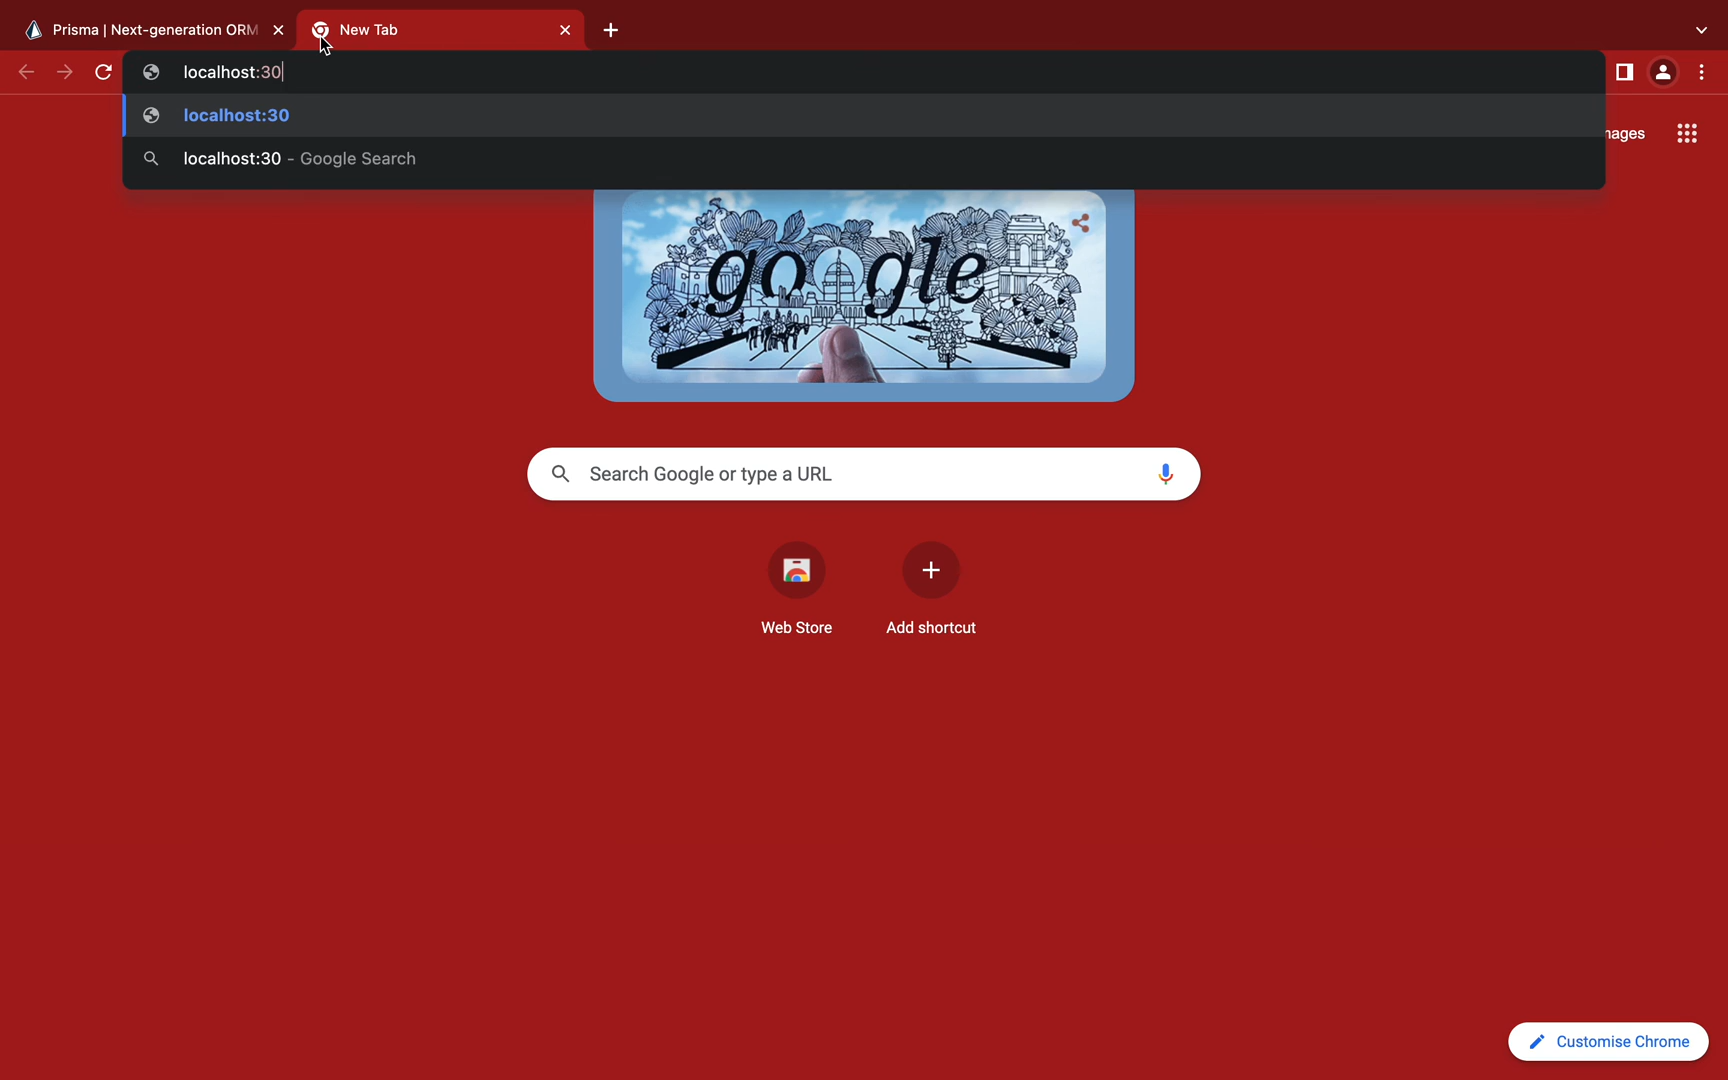 Prisma | Next-generation ORM
New Tab
localhost:30
localhost:30
localhost:30 - Google Search
google
Search Google or type a URL
Web Store
Add shortcut
Customise Chrome